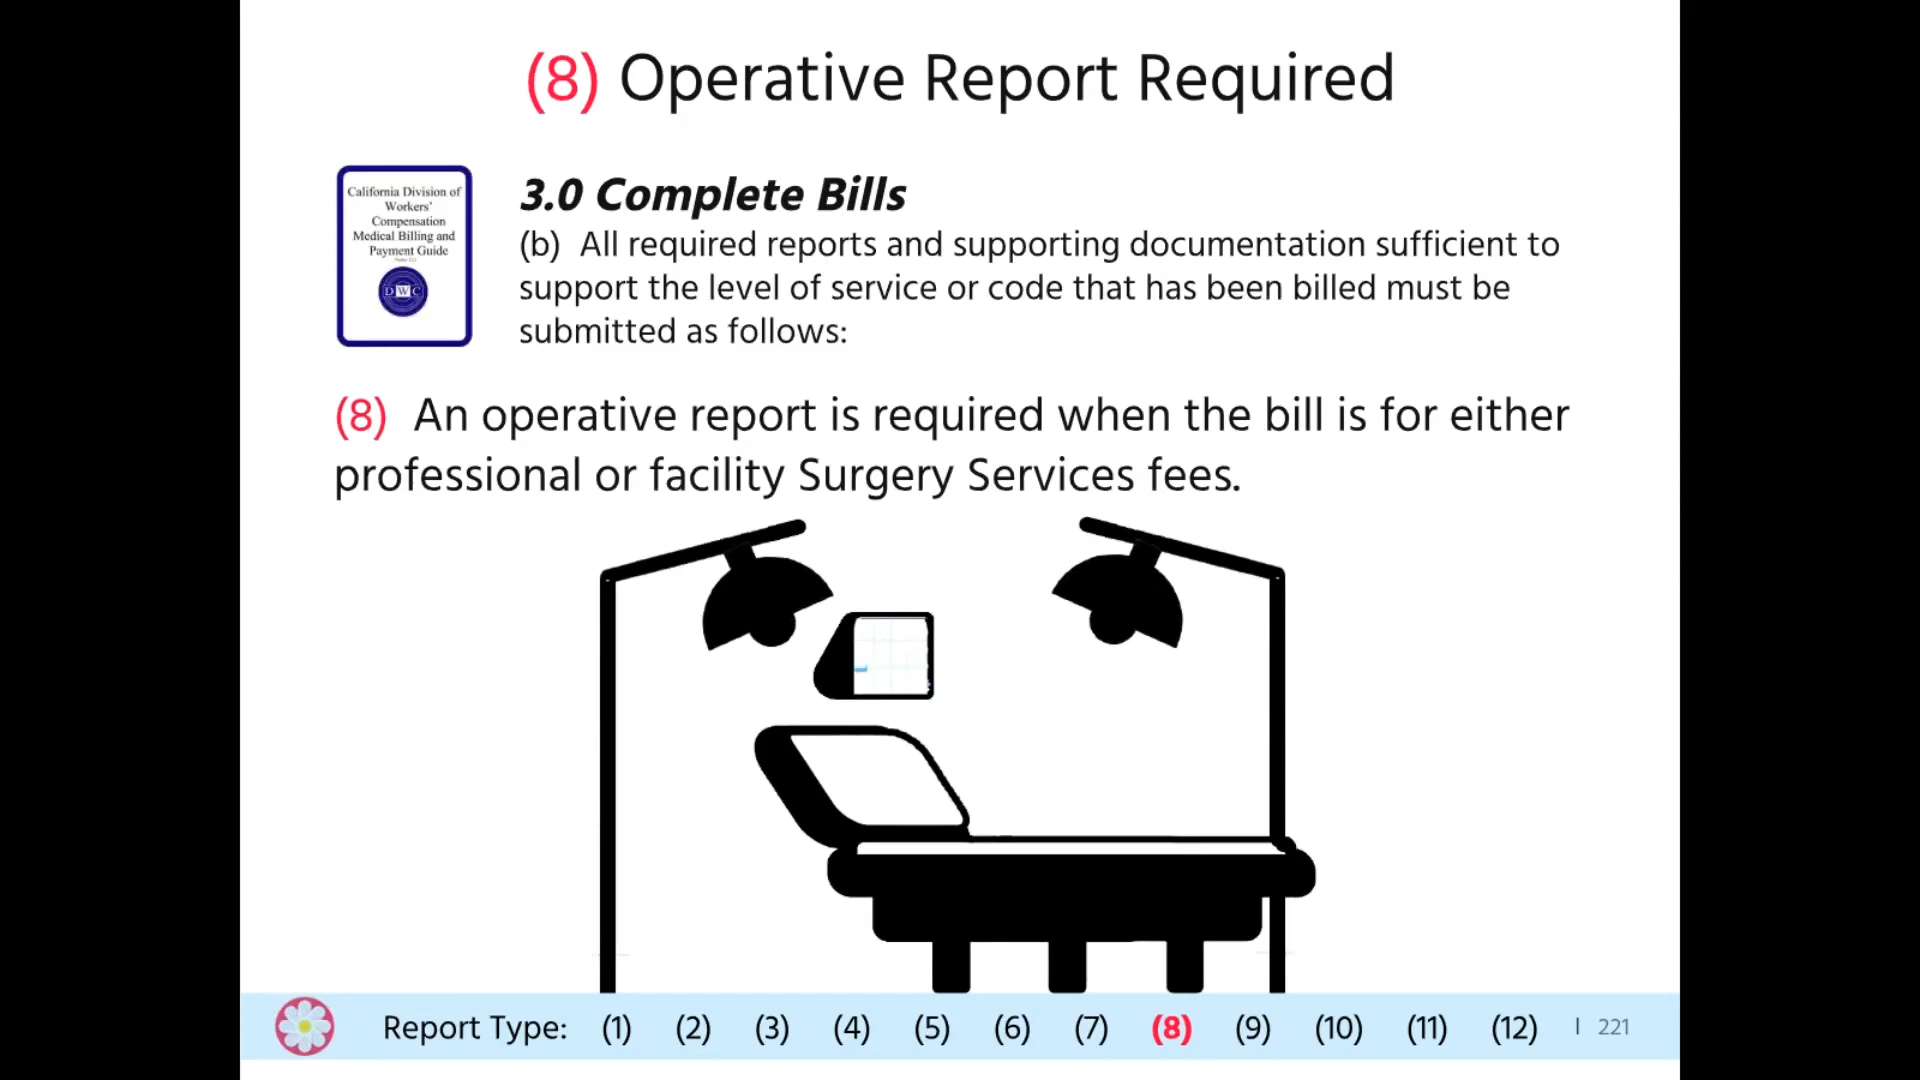 (8) Operative Report Required
California Division of
Workers'
Compensation
Medical Billing and
Payment Guide
DWC
3.0 Complete Bills
(b) All required reports and supporting documentation sufficient to
support the level of service or code that has been billed must be
submitted as follows:
(8) An operative report is required when the bill is for either
professional or facility Surgery Services fees.
Report Type: (1) (2) (3) (4) (5) (6) (7) (8) (9) (10) (11) (12) | 221